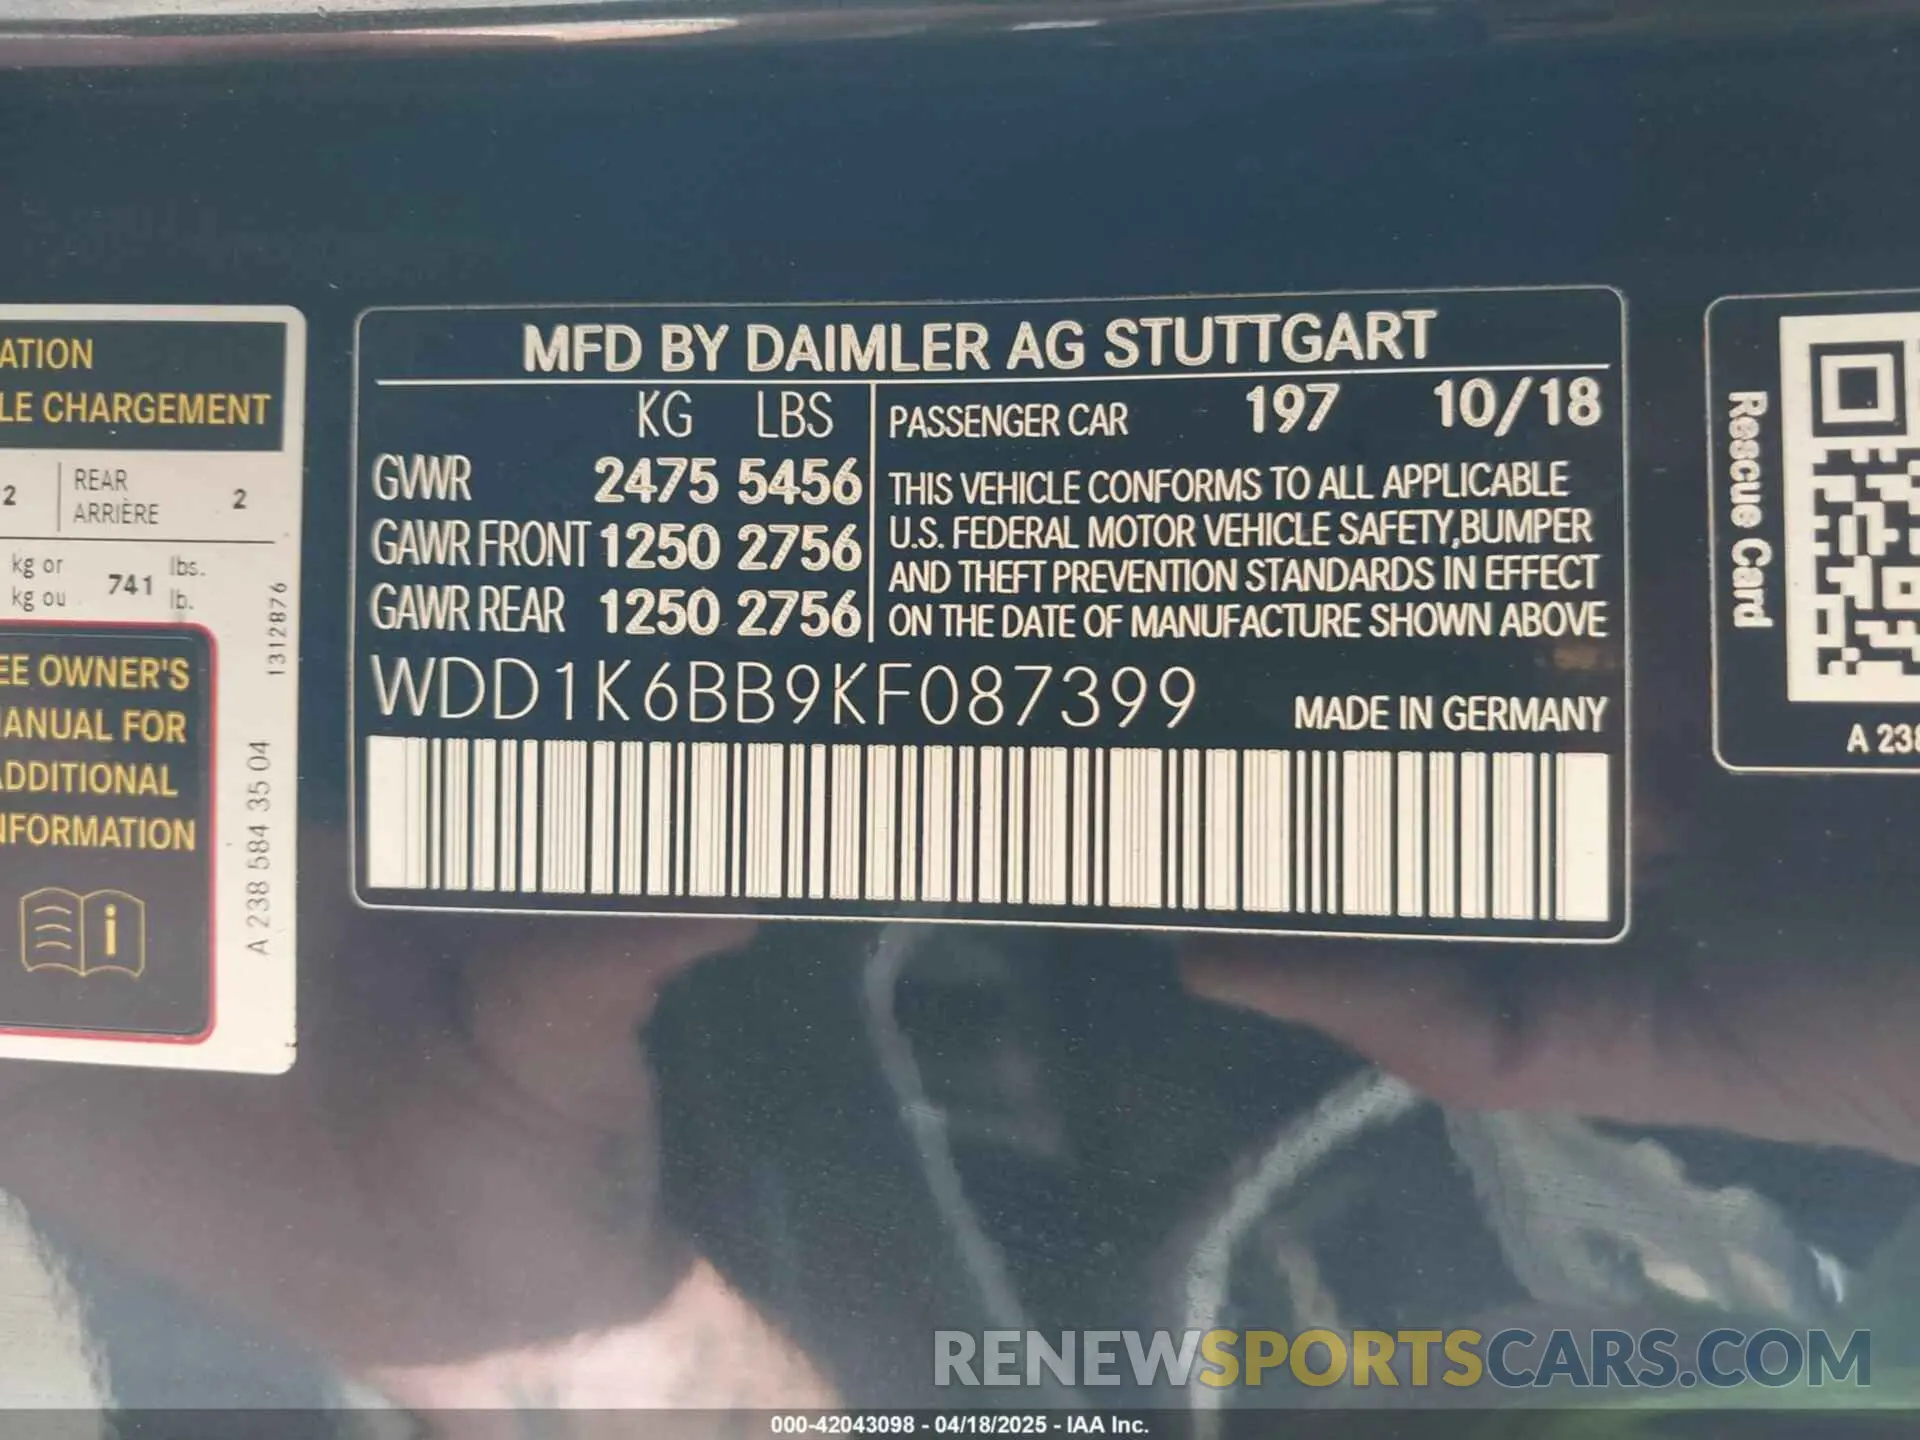 ATION
LE CHARGEMENT
2 REAR
ARRIÈRE 2
kg or 741 lbs.
kg ou lb.
EE OWNER'S
MANUAL FOR
ADDITIONAL
INFORMATION
1312876
A 238 584 35 04
MFD BY DAIMLER AG STUTTGART
KG LBS
GVWR 2475 5456
GAWR FRONT 1250 2756
GAWR REAR 1250 2756
PASSENGER CAR 197 10/18
THIS VEHICLE CONFORMS TO ALL APPLICABLE
U.S. FEDERAL MOTOR VEHICLE SAFETY,BUMPER
AND THEFT PREVENTION STANDARDS IN EFFECT
ON THE DATE OF MANUFACTURE SHOWN ABOVE
WDD1K6BB9KF087399
MADE IN GERMANY
Rescue Card
A 238
RENEWSPORTSCARS.COM
000-42043098 - 04/18/2025 - IAA Inc.